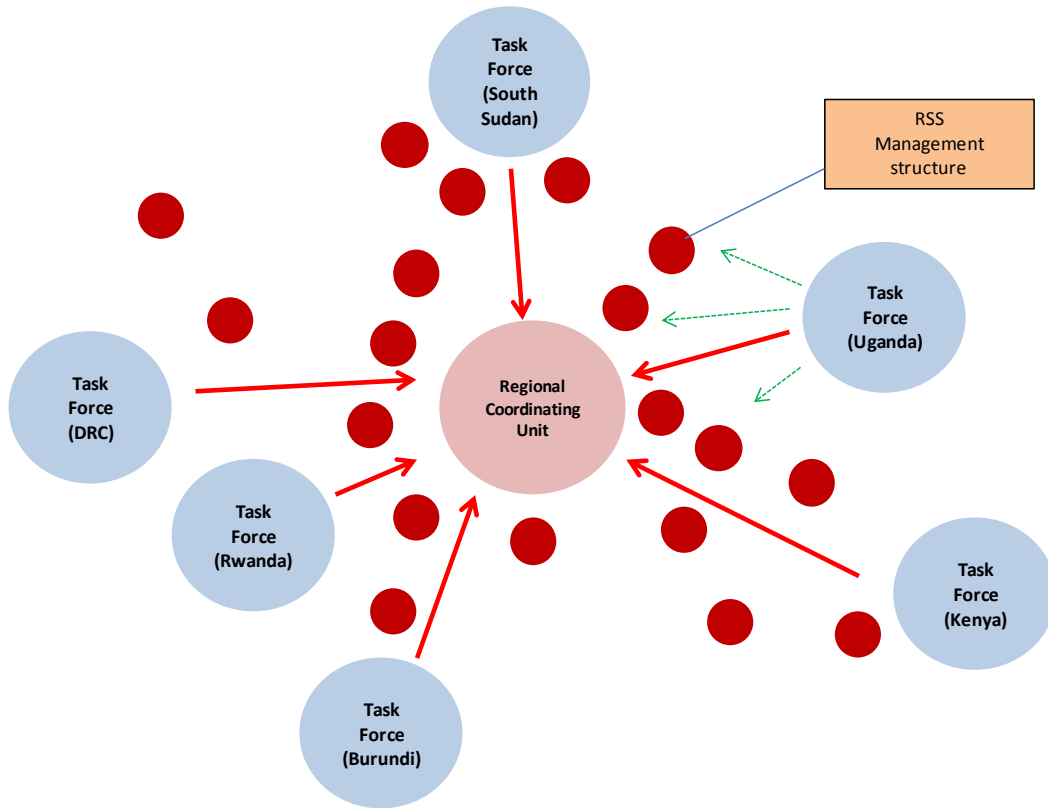 Task
Force
(South
Sudan)
RSS
Management
structure
Task
Force
(Uganda)
Task
Force
(DRC)
Regional
Coordinating
Unit
Task
Force
(Rwanda)
Task
Force
(Kenya)
Task
Force
(Burundi)